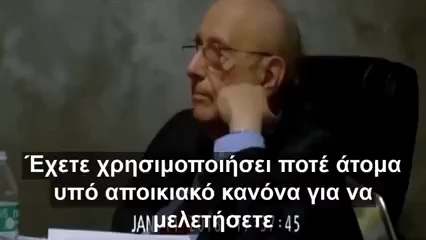 Έχετε χρησιμοποιήσει ποτέ άτομα
υπό αποικιακό κανόνα για να
μελετήσετε